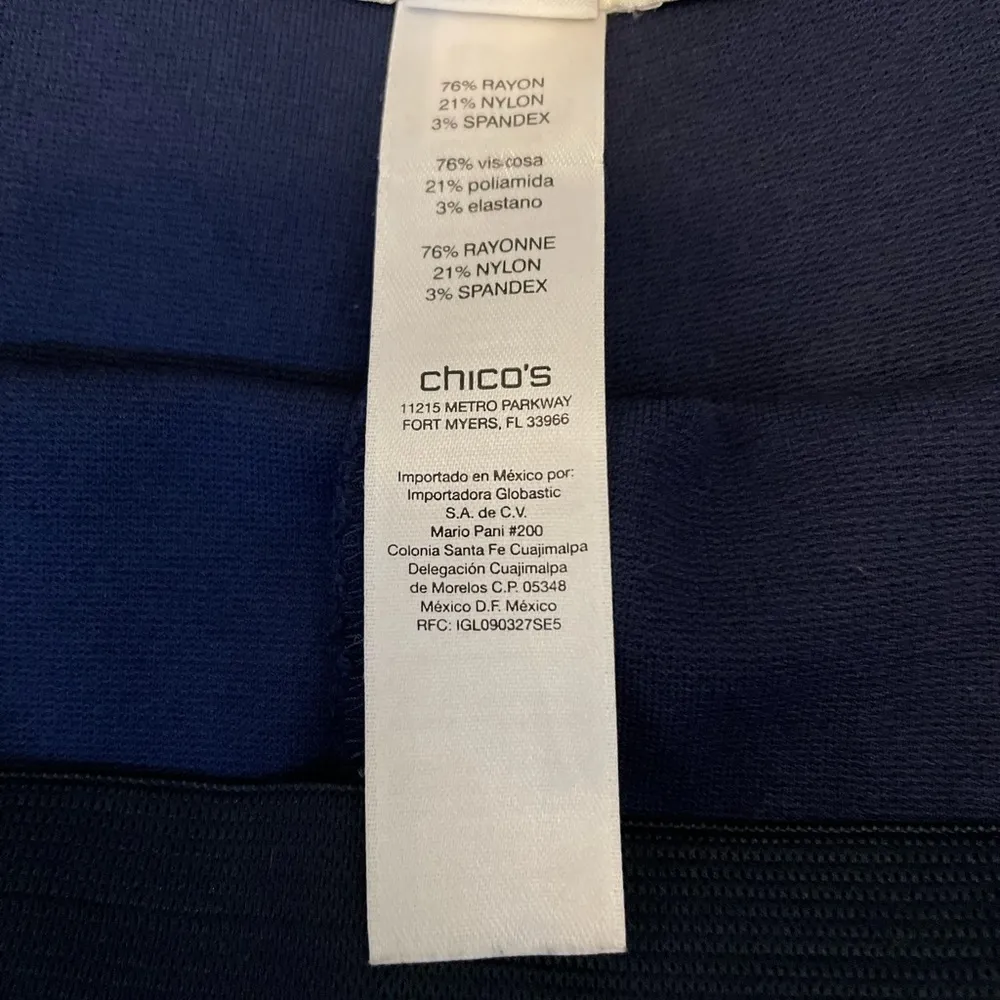 76% RAYON
21% NYLON
3% SPANDEX
76% viscosa
21% poliamida
3% elastano
76% RAYONNE
21% NYLON
3% SPANDEX
chico's
11215 METRO PARKWAY
FORT MYERS, FL 33966
Importado en México por:
Importadora Globastic
S.A. de C.V.
Mario Pani #200
Colonia Santa Fe Cuajimalpa
Delegación Cuajimalpa
de Morelos C.P. 05348
México D.F. México
RFC: IGL090327SE5